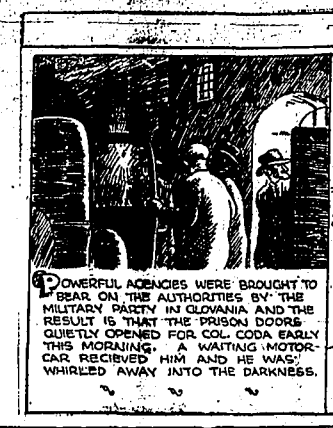 POWERFUL AGENCIES WERE BROUGHT TO
BEAR ON THE AUTHORITIES BY THE
MILITARY PARTY IN CLOVANIA AND THE
RESULT IS THAT THE PRISON DOORS
QUIETLY OPENED FOR COL. CODA EARLY
THIS MORNING. A WAITING MOTOR-
CAR RECIEVED HIM AND HE WAS
WHIRLED AWAY INTO THE DARKNESS.